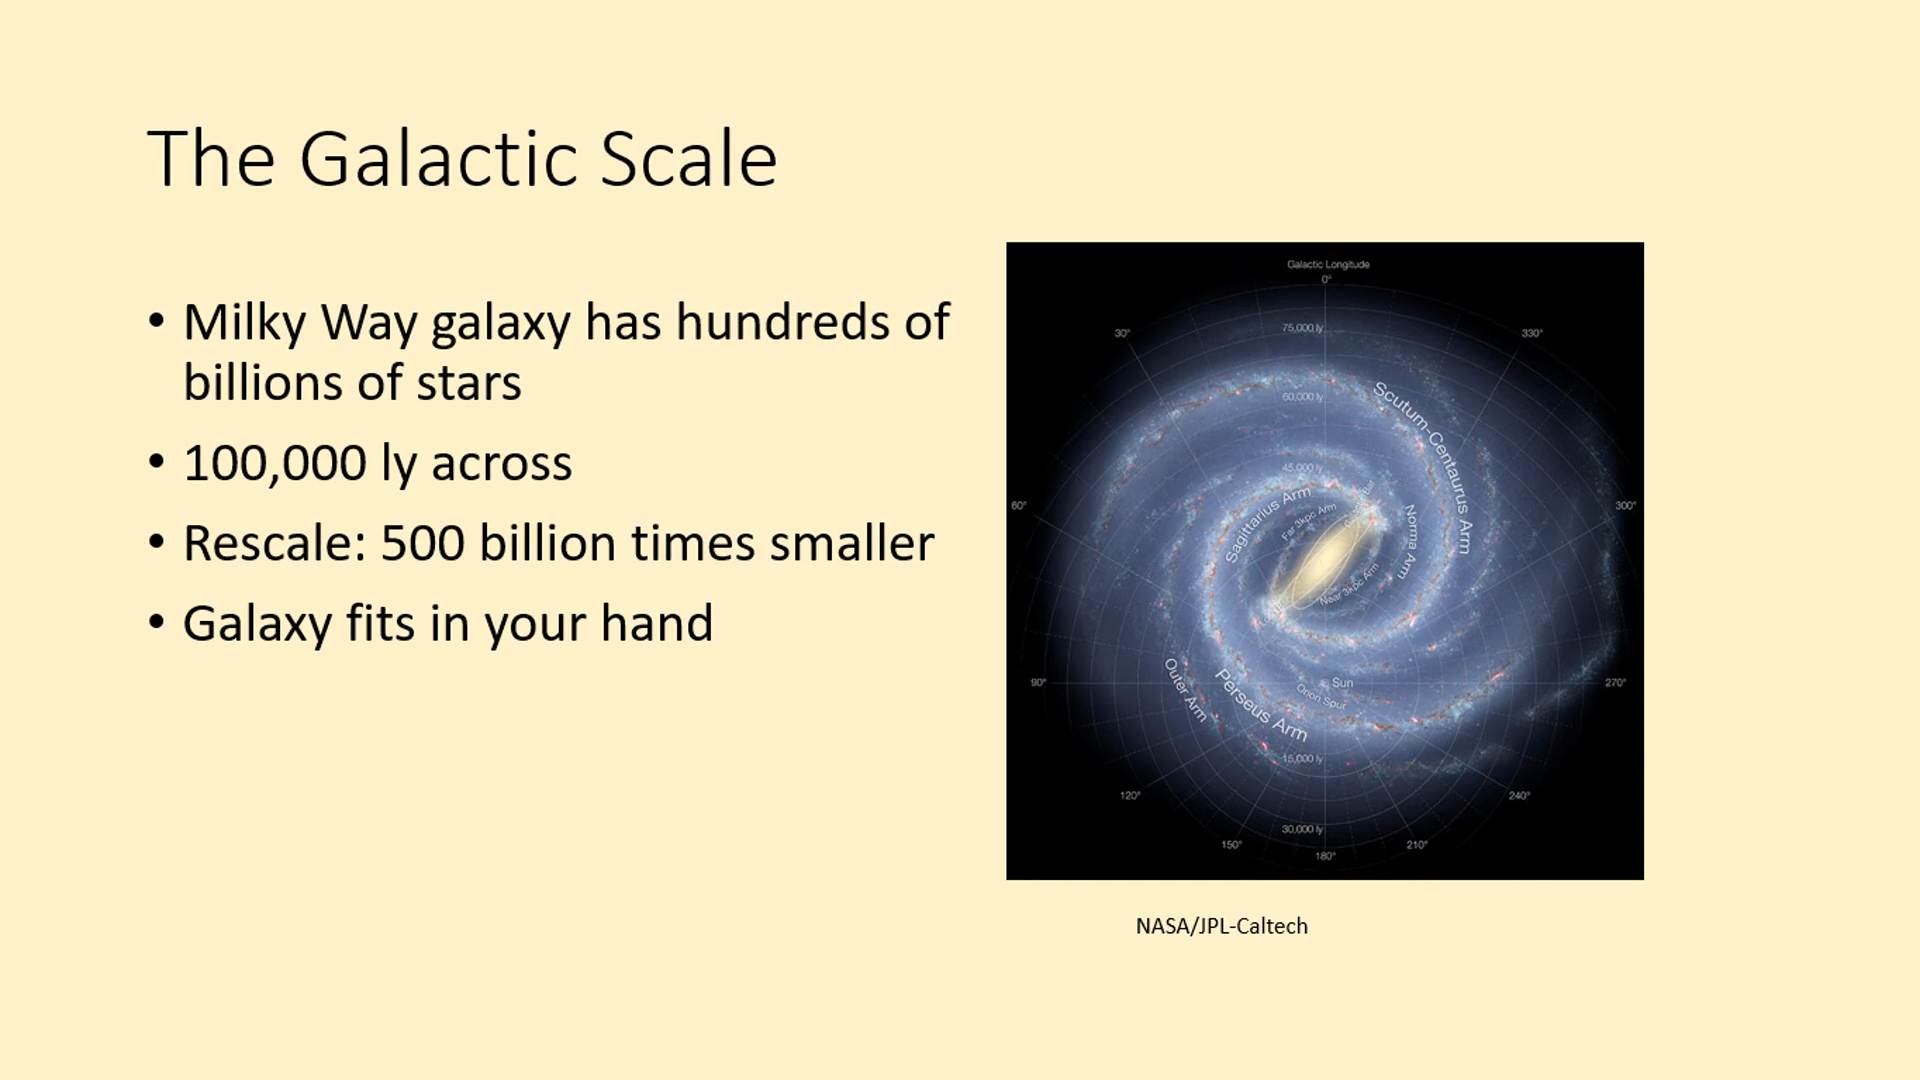 The Galactic Scale
• Milky Way galaxy has hundreds of
billions of stars
• 100,000 ly across
• Rescale: 500 billion times smaller
• Galaxy fits in your hand
Galactic Longitude
0°
30°
330°
75,000 ly
60,000 ly
45,000 ly
Scutum-Centaurus Arm
Sagittarius Arm
Far 3kpc Arm
Norma Arm
Near 3kpc Arm
60°
300°
90°
270°
Sun
Orion Spur
Perseus Arm
Outer Arm
15,000 ly
30,000 ly
120°
240°
150°
210°
180°
NASA/JPL-Caltech